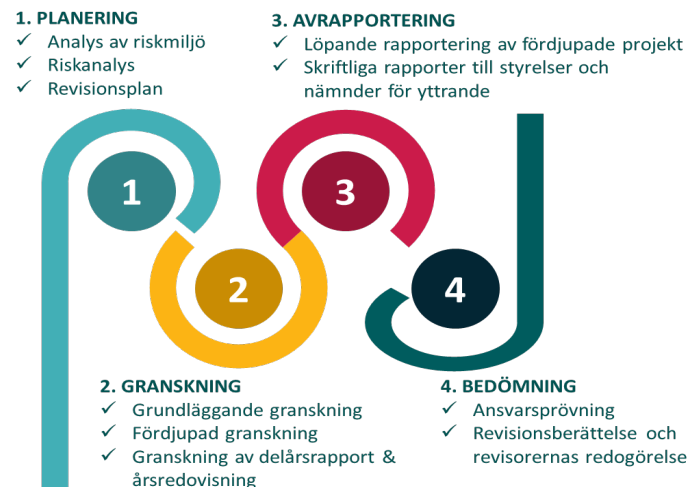 1. PLANERING
✓ Analys av riskmiljö
✓ Riskanalys
✓ Revisionsplan
3. AVRAPPORTERING
✓ Löpande rapportering av fördjupade projekt
✓ Skriftliga rapporter till styrelser och
nämnder för yttrande
1
2
3
4
2. GRANSKNING
✓ Grundläggande granskning
✓ Fördjupad granskning
✓ Granskning av delårsrapport &
årsredovisning
4. BEDÖMNING
✓ Ansvarsprövning
✓ Revisionsberättelse och
revisorernas redogörelse